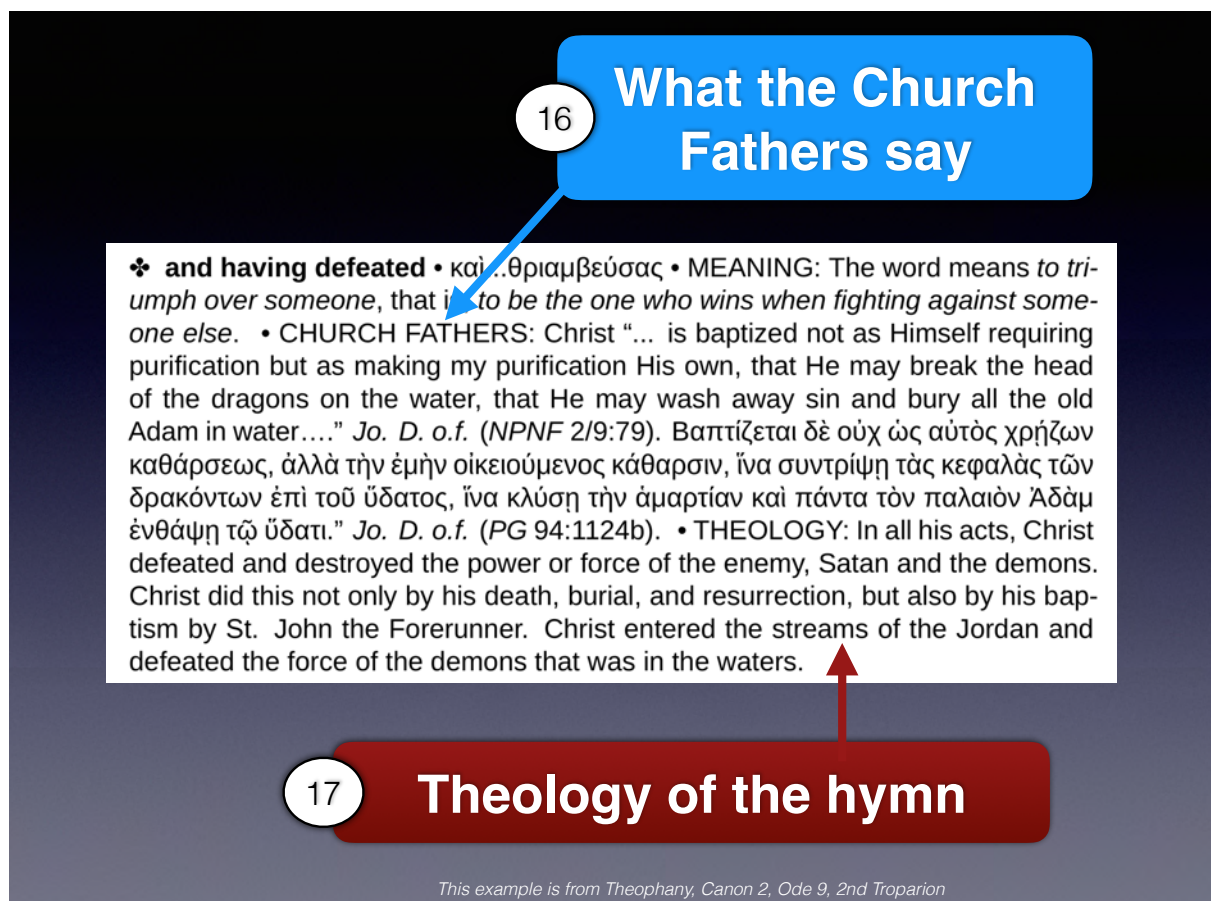 What the Church
Fathers say
16
✤ and having defeated • καὶ...θριαμβεύσας • MEANING: The word means to tri-
umph over someone, that is, to be the one who wins when fighting against some-
one else. • CHURCH FATHERS: Christ “... is baptized not as Himself requiring
purification but as making my purification His own, that He may break the head
of the dragons on the water, that He may wash away sin and bury all the old
Adam in water….” Jo. D. o.f. (NPNF 2/9:79). Βαπτίζεται δὲ οὐχ ὡς αὐτὸς χρῄζων
καθάρσεως, ἀλλὰ τὴν ἐμὴν οἰκειούμενος κάθαρσιν, ἵνα συντρίψῃ τὰς κεφαλὰς τῶν
δρακόντων ἐπὶ τοῦ ὕδατος, ἵνα κλύσῃ τὴν ἁμαρτίαν καὶ πάντα τὸν παλαιὸν Ἀδὰμ
ἐνθάψῃ τῷ ὕδατι.” Jo. D. o.f. (PG 94:1124b). • THEOLOGY: In all his acts, Christ
defeated and destroyed the power or force of the enemy, Satan and the demons.
Christ did this not only by his death, burial, and resurrection, but also by his bap-
tism by St. John the Forerunner. Christ entered the streams of the Jordan and
defeated the force of the demons that was in the waters.
17
Theology of the hymn
This example is from Theophany, Canon 2, Ode 9, 2nd Troparion